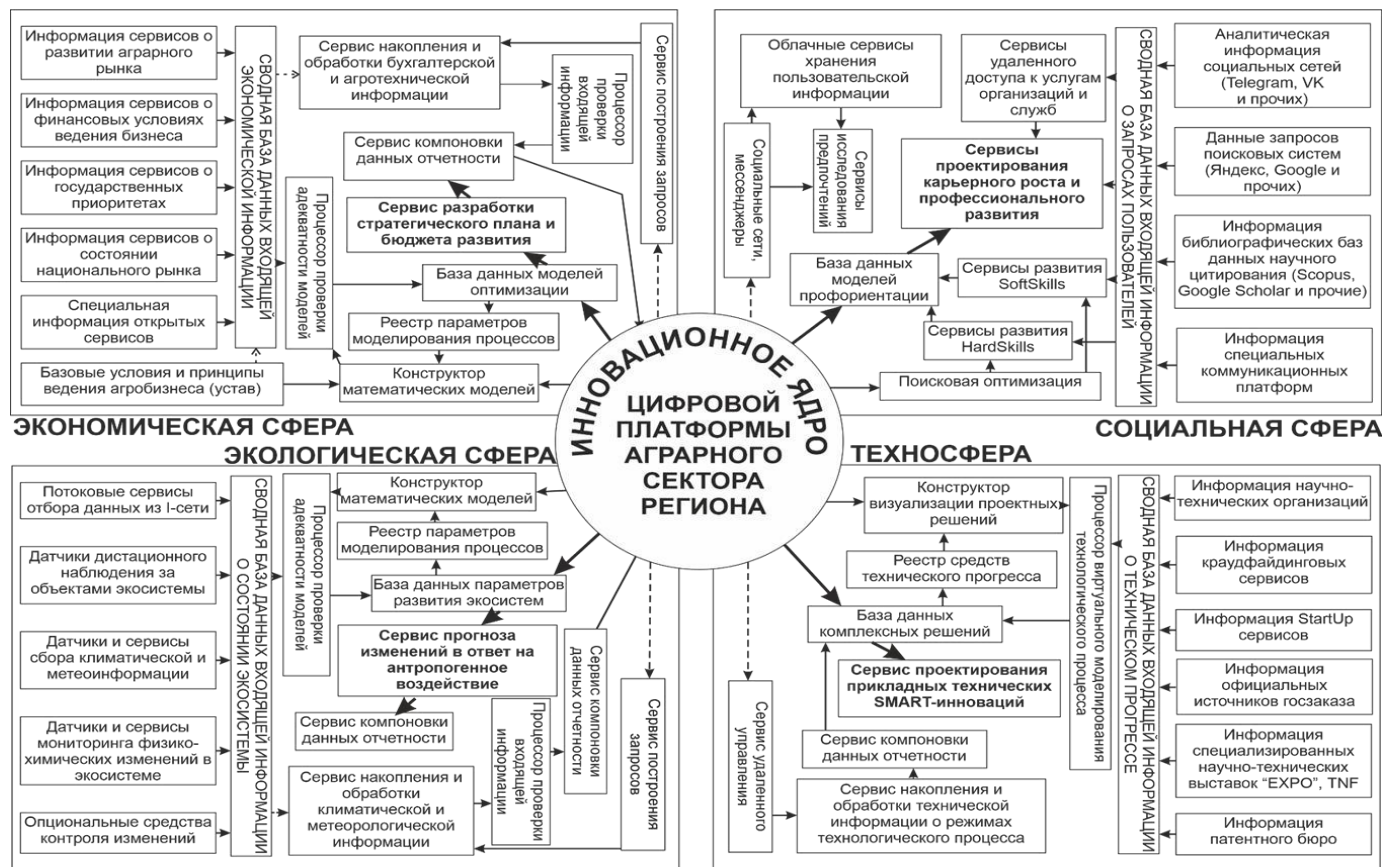 Информация сервисов о
развитии аграрного
рынка
Информация сервисов о
финансовых условиях
ведения бизнеса
Информация сервисов о
государственных
приоритетах
Информация сервисов о
состоянии
национального рынка
Специальная
информация открытых
сервисов
Базовые условия и принципы
ведения агробизнеса (устав)
СВОДНАЯ БАЗА ДАННЫХ ВХОДЯЩЕЙ
ЭКОНОМИЧЕСКОЙ ИНФОРМАЦИИ
Сервис накопления и
обработки бухгалтерской
и агротехнической
информации
Процессор
проверки
входящей
информации
Сервис построения запросов
Сервис компоновки
данных отчетности
Процессор проверки
адекватности моделей
Сервис разработки
стратегического плана и
бюджета развития
База данных моделей
оптимизации
Реестр параметров
моделирования процессов
Конструктор
математических моделей
ЭКОНОМИЧЕСКАЯ СФЕРА
Облачные сервисы
хранения
пользовательской
информации
Сервисы
удаленного
доступа к услугам
организаций и
служб
Социальные сети,
мессенджеры
Сервисы
исследования
предпочтений
Сервисы
проектирования
карьерного роста и
профессионального
развития
База данных
моделей
профориентации
Сервисы развития
SoftSkills
Сервисы развития
HardSkills
Поисковая оптимизация
СВОДНАЯ БАЗА ДАННЫХ ВХОДЯЩЕЙ ИНФОРМАЦИИ
О ЗАПРОСАХ ПОЛЬЗОВАТЕЛЕЙ
Аналитическая
информация
социальных сетей
(Telegram, VK
и прочих)
Данные запросов
поисковых систем
(Яндекс, Google и
прочих)
Информация
библиографических баз
данных научного
цитирования (Scopus,
Google Scholar и прочие)
Информация
специальных
коммуникационных
платформ
СОЦИАЛЬНАЯ СФЕРА
ИННОВАЦИОННОЕ ЯДРО
ЦИФРОВОЙ
ПЛАТФОРМЫ
АГРАРНОГО
СЕКТОРА
РЕГИОНА
ЭКОЛОГИЧЕСКАЯ СФЕРА
Потоковые сервисы
отбора данных из I-сети
Датчики дистационного
наблюдения за
объектами экосистемы
Датчики и сервисы
сбора климатической и
метеоинформации
Датчики и сервисы
мониторинга физико-
химических изменений в
экосистеме
Опциональные средства
контроля изменений
СВОДНАЯ БАЗА ДАННЫХ ВХОДЯЩЕЙ ИНФОРМАЦИИ
О СОСТОЯНИИ ЭКОСИСТЕМЫ
Процессор проверки
адекватности моделей
Конструктор
математических моделей
Реестр параметров
моделирования процессов
База данных параметров
развития экосистем
Сервис прогноза
изменений в ответ на
антропогенное
воздействие
Сервис компоновки
данных отчетности
Сервис накопления и
обработки
климатической и
метеорологической
информации
Процессор проверки
входящей
информации
Сервис компоновки
данных отчетности
Сервис построения
запросов
ТЕХНОСФЕРА
Конструктор
визуализации проектных
решений
Реестр средств
технического прогресса
База данных
комплексных решений
Сервис проектирования
прикладных технических
SMART-инноваций
Сервис компоновки
данных отчетности
Сервис накопления и
обработки технической
информации о режимах
технологического процесса
Сервис удаленного
управления
Процессор виртуального моделирования
технологического процесса
СВОДНАЯ БАЗА ДАННЫХ ВХОДЯЩЕЙ ИНФОРМАЦИИ
О ТЕХНИЧЕСКОМ ПРОГРЕССЕ
Информация научно-
технических организаций
Информация
краудфайдинговых
сервисов
Информация StartUp
сервисов
Информация
официальных
источников госзаказа
Информация
специализированных
научно-технических
выставок “EXPO”, TNF
Информация
патентного бюро